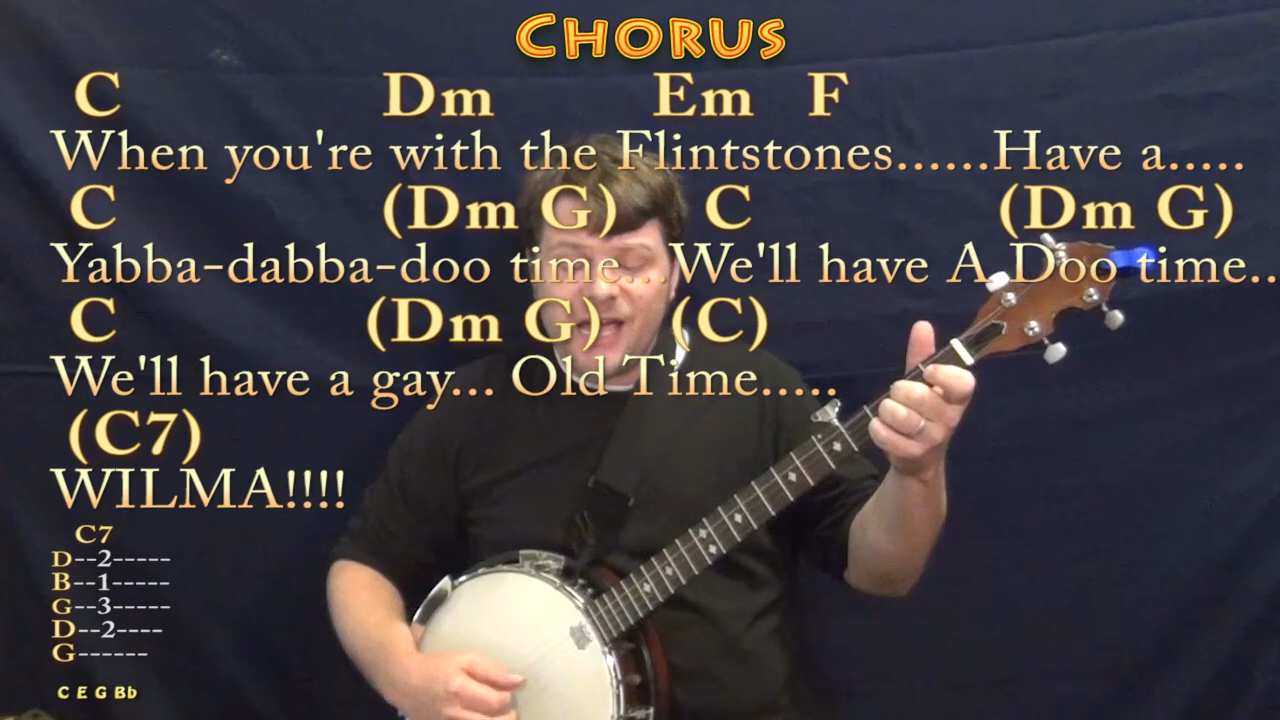 CHORUS
C Dm Em F
When you're with the Flintstones......Have a.....
C (Dm G) C (Dm G)
Yabba-dabba-doo time...We'll have A Doo time..
C (Dm G) (C)
We'll have a gay... Old Time.....
(C7)
WILMA!!!!
C7
D--2-----
B--1-----
G--3-----
D--2----
G------
C E G Bb